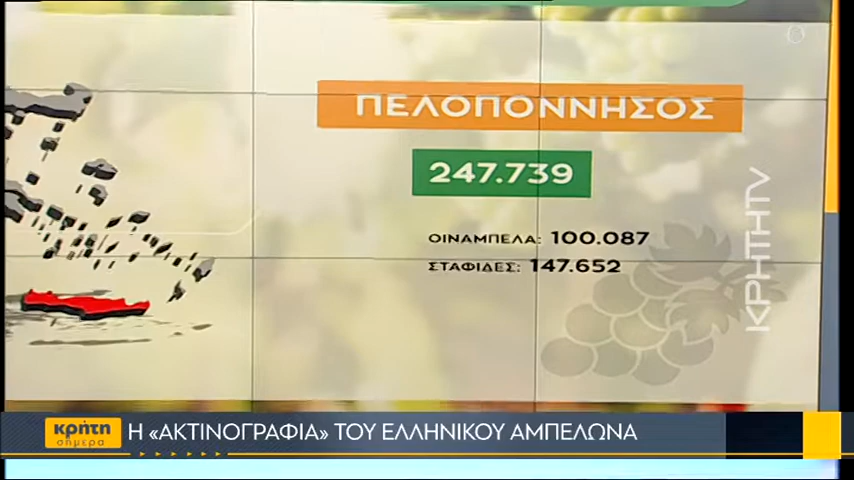 ΠΕΛΟΠΟΝΝΗΣΟΣ
247.739
ΟΙΝΑΜΠΕΛΑ: 100.087
ΣΤΑΦΙΔΕΣ: 147.652
ΚΡΗΤΗTV
κρήτη
σήμερα
Η «ΑΚΤΙΝΟΓΡΑΦΙΑ» ΤΟΥ ΕΛΛΗΝΙΚΟΥ ΑΜΠΕΛΩΝΑ